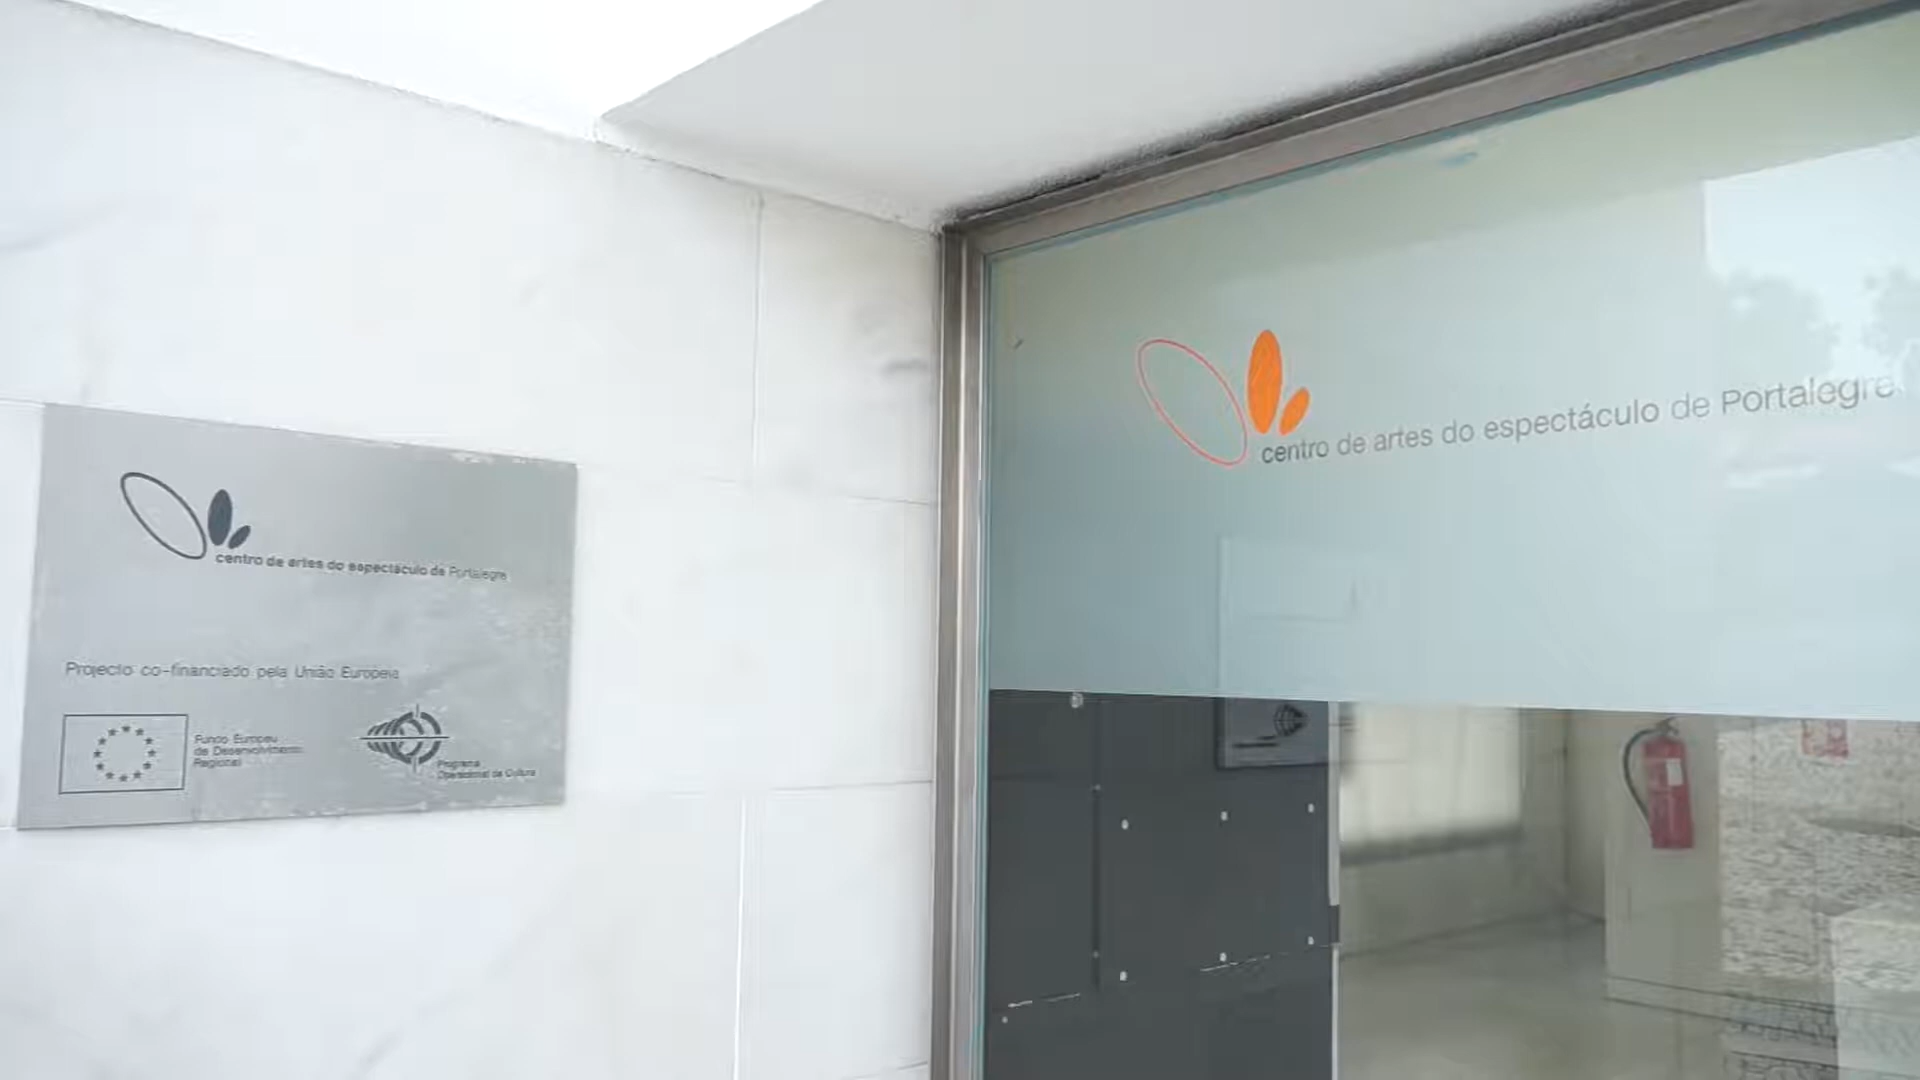 centro de artes do espectáculo de Portalegre
Projecto co-financiado pela União Europeia
Fundo Europeu
de Desenvolvimento
Regional
Programa
Operacional da Cultura
centro de artes do espectáculo de Portalegre